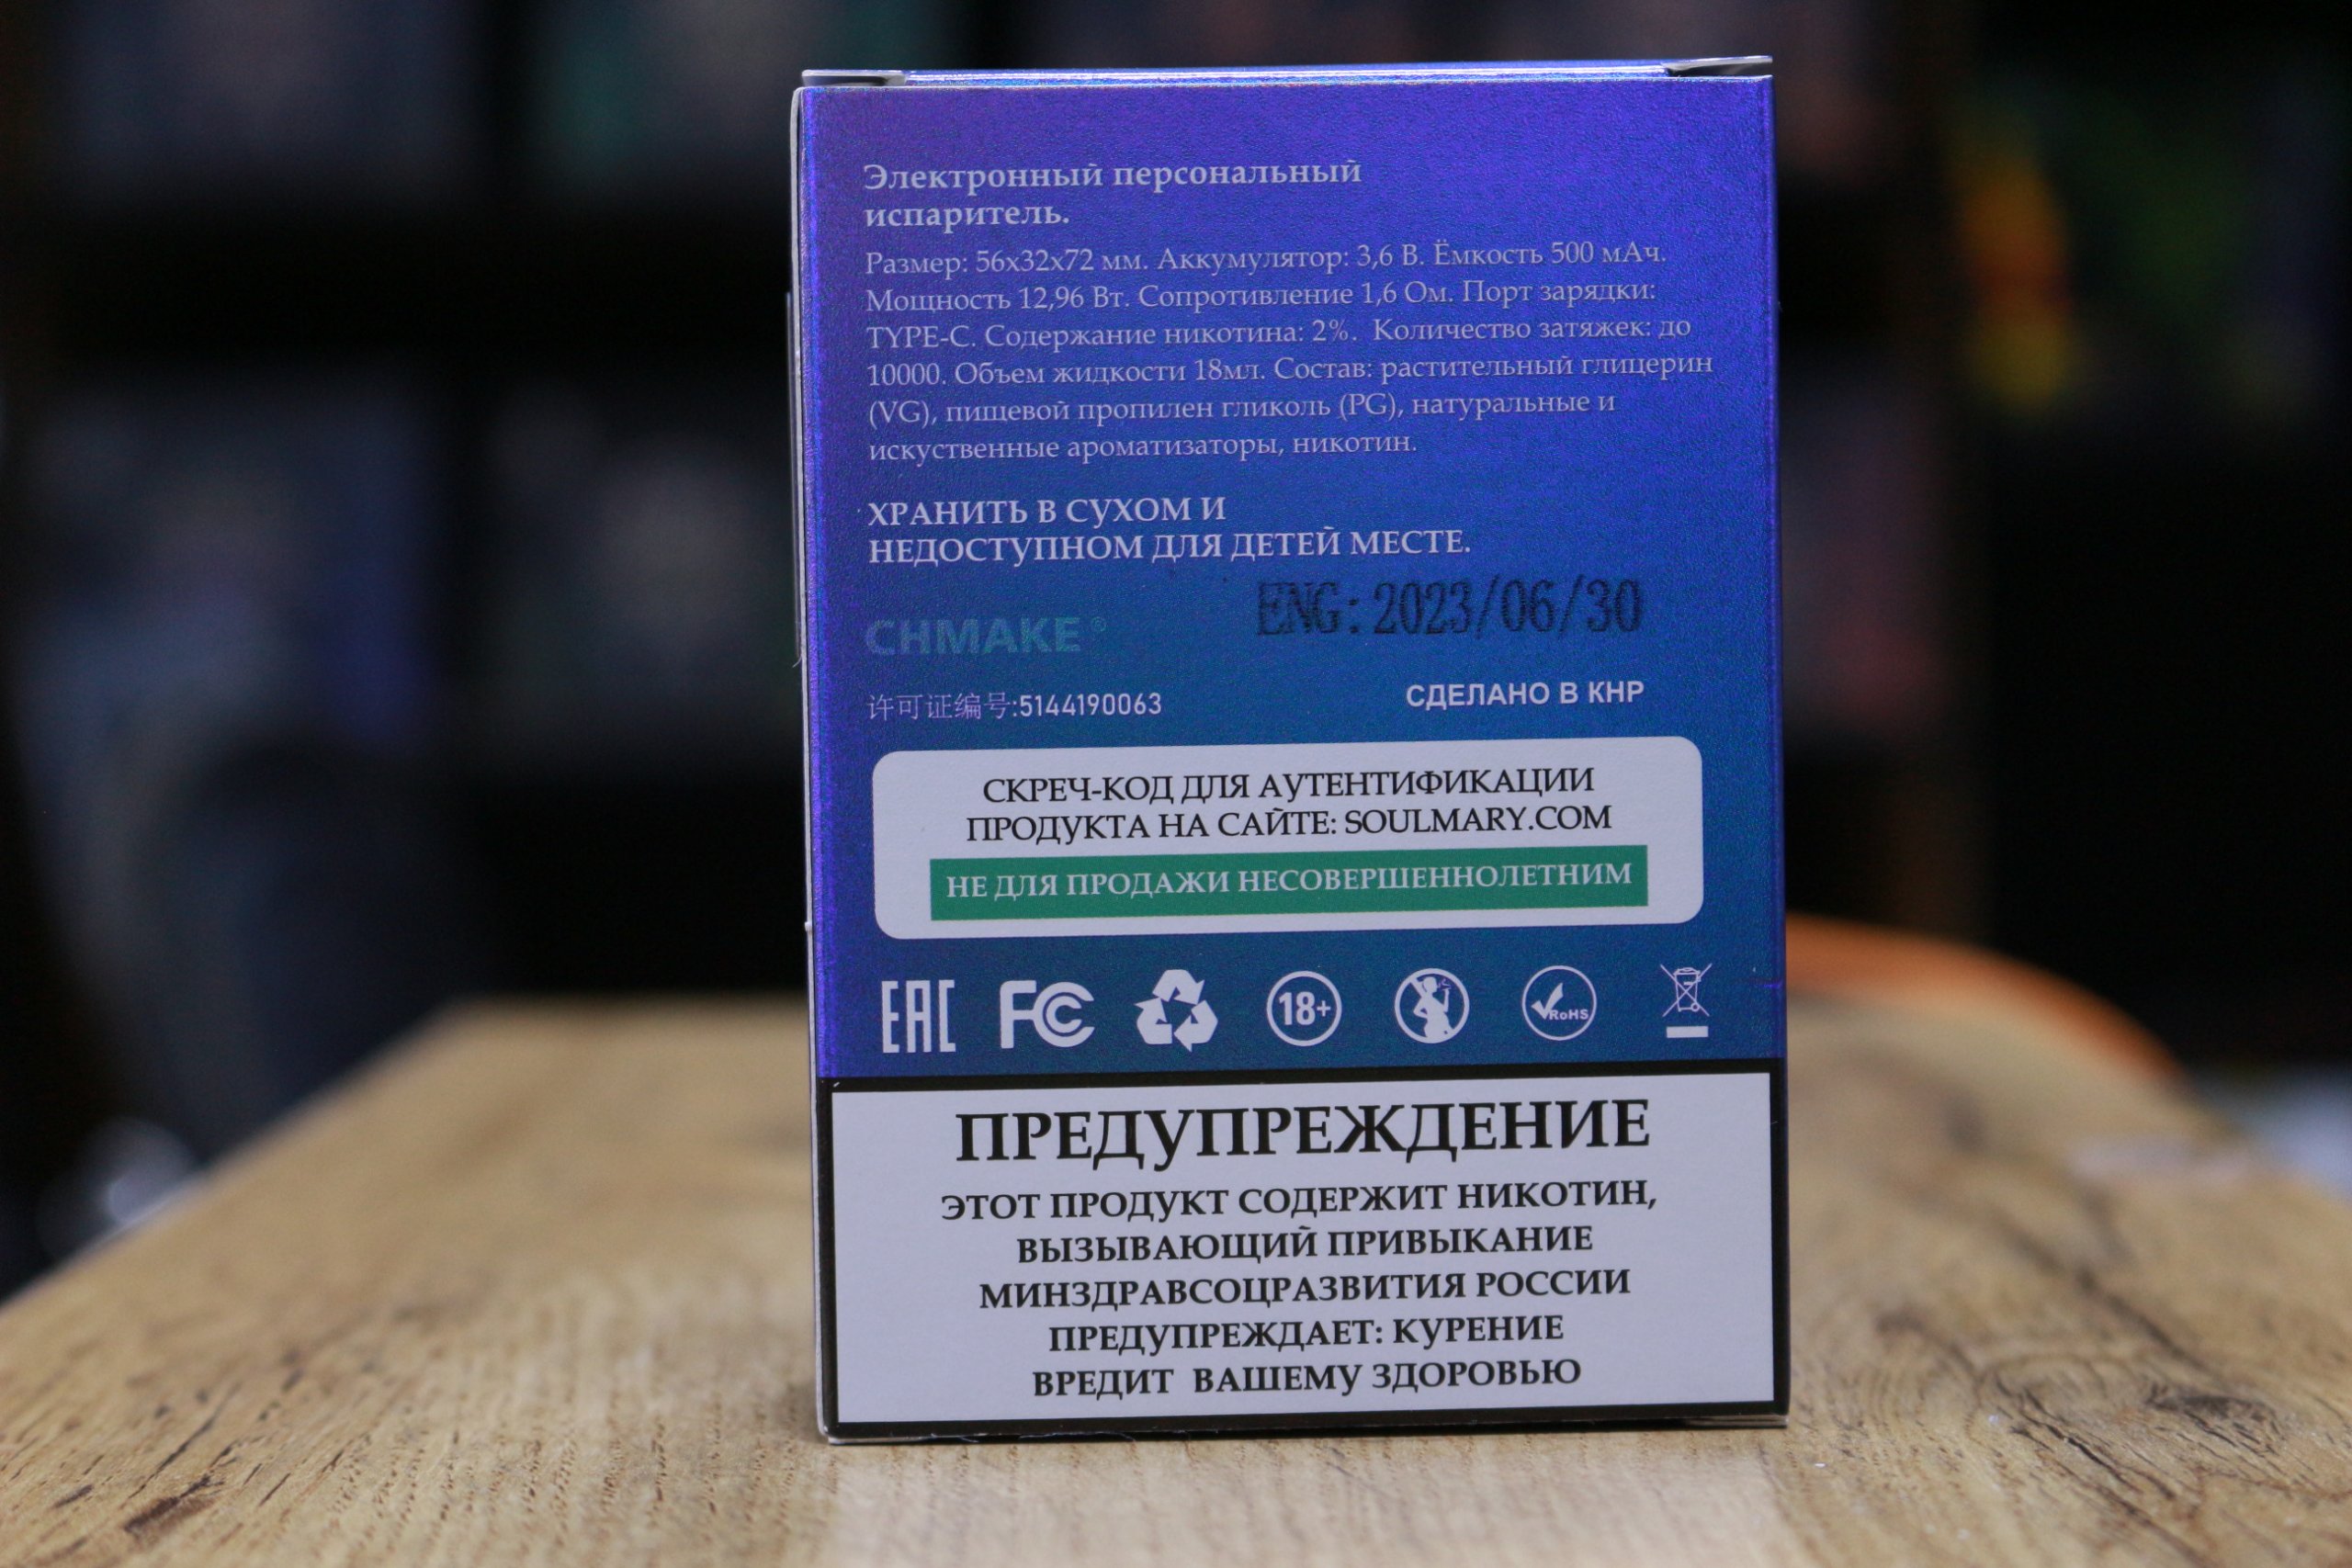 Электронный персональный
испаритель.
Размер: 56x32x72 мм. Аккумулятор: 3,6 В. Ёмкость 500 мАч.
Мощность 12,96 Вт. Сопротивление 1,6 Ом. Порт зарядки:
TYPE-C. Содержание никотина: 2%. Количество затяжек: до
10000. Объем жидкости 18мл. Состав: растительный глицерин
(VG), пищевой пропилен гликоль (PG), натуральные и
искуственные ароматизаторы, никотин.
ХРАНИТЬ В СУХОМ И
НЕДОСТУПНОМ ДЛЯ ДЕТЕЙ МЕСТЕ.
ENG: 2023/06/30
CHMAKE®
许可证编号:5144190063
СДЕЛАНО В КНР
СКРЕЧ-КОД ДЛЯ АУТЕНТИФИКАЦИИ
ПРОДУКТА НА САЙТЕ: SOULMARY.COM
НЕ ДЛЯ ПРОДАЖИ НЕСОВЕРШЕННОЛЕТНИМ
EAC FC 18+ RoHS
ПРЕДУПРЕЖДЕНИЕ
ЭТОТ ПРОДУКТ СОДЕРЖИТ НИКОТИН,
ВЫЗЫВАЮЩИЙ ПРИВЫКАНИЕ
МИНЗДРАВСОЦРАЗВИТИЯ РОССИИ
ПРЕДУПРЕЖДАЕТ: КУРЕНИЕ
ВРЕДИТ ВАШЕМУ ЗДОРОВЬЮ